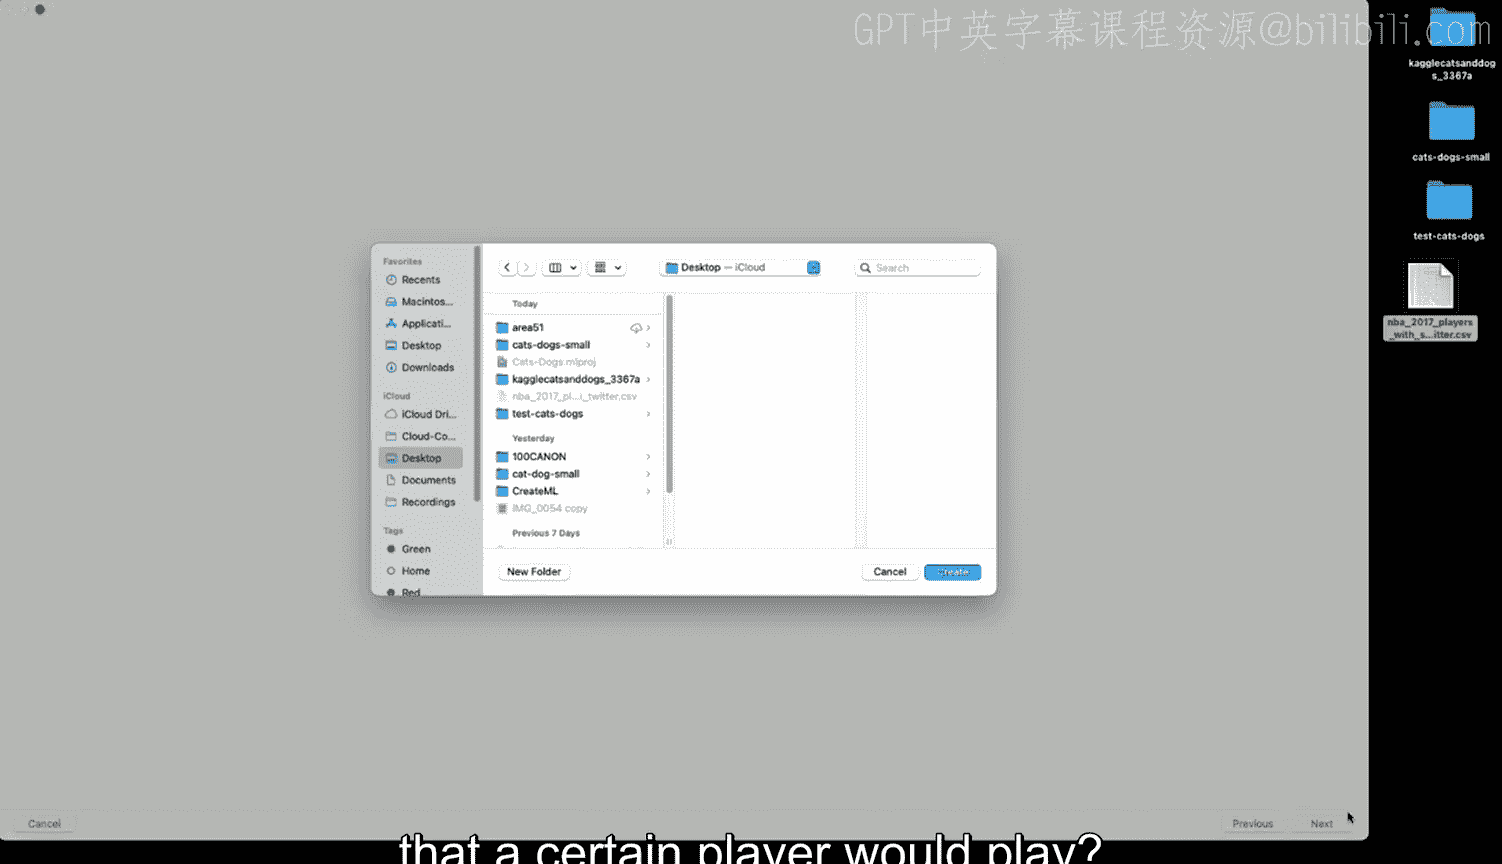 GPT中英字幕课程资源@bilibili.com
kagglecatsanddog
s_3367a
cats-dogs-small
test-cats-dogs
nba_2017_players
_with_s...itter.csv
Favorites
Recents
Macintos...
Applicati...
Desktop
Downloads
iCloud
iCloud Dri...
Cloud-Co...
Desktop
Documents
Recordings
Tags
Green
Home
Red
Desktop — iCloud
Search
Today
area51
cats-dogs-small
Cats-Dogs.mlproj
kagglecatsanddogs_3367a
nba_2017_pl...i_twitter.csv
test-cats-dogs
Yesterday
100CANON
cat-dog-small
CreateML
IMG_0054 copy
Previous 7 Days
New Folder
Cancel
Create
Cancel
Previous
Next
that a certain player would play?